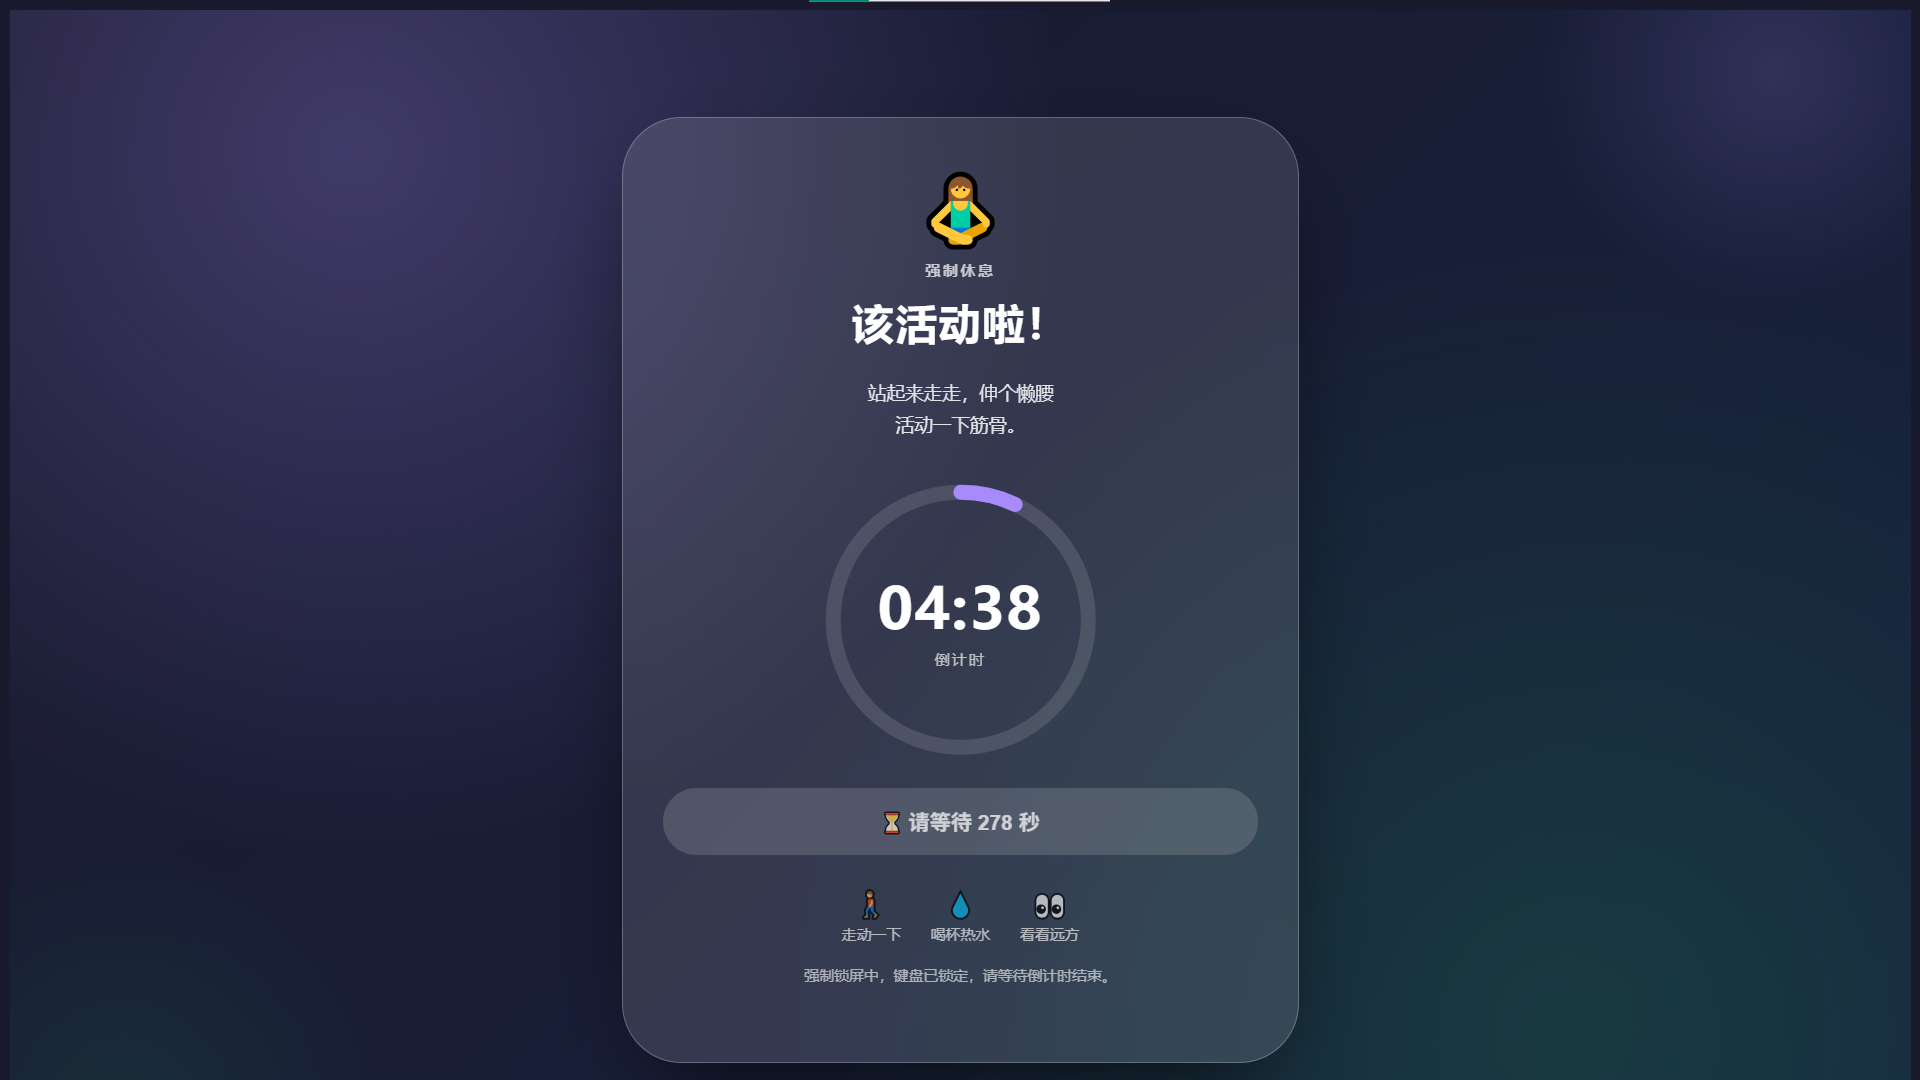 强制休息
该活动啦！
站起来走走，伸个懒腰
活动一下筋骨。
04:38
倒计时
请等待 278 秒
走动一下
喝杯热水
看看远方
强制锁屏中，键盘已锁定，请等待倒计时结束。